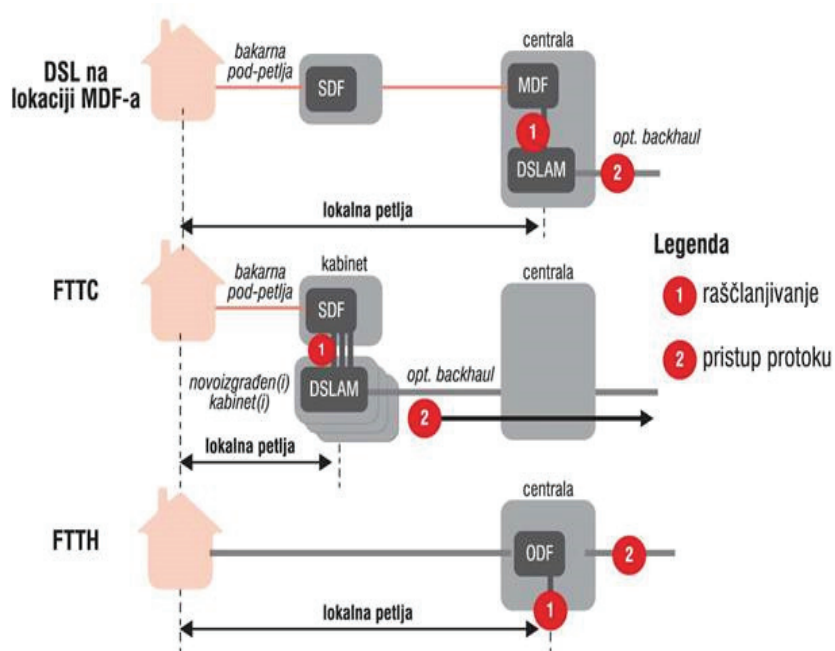 DSL na
lokaciji MDF-a
bakarna
pod-petlja
SDF
centrala
MDF
1
DSLAM
opt. backhaul
2
lokalna petlja
Legenda
1 raščlanjivanje
2 pristup protoku
FTTC
bakarna
pod-petlja
kabinet
SDF
1
novoizgrađen(i)
kabinet(i)
DSLAM
opt. backhaul
2
centrala
lokalna petlja
FTTH
centrala
ODF
2
1
lokalna petlja